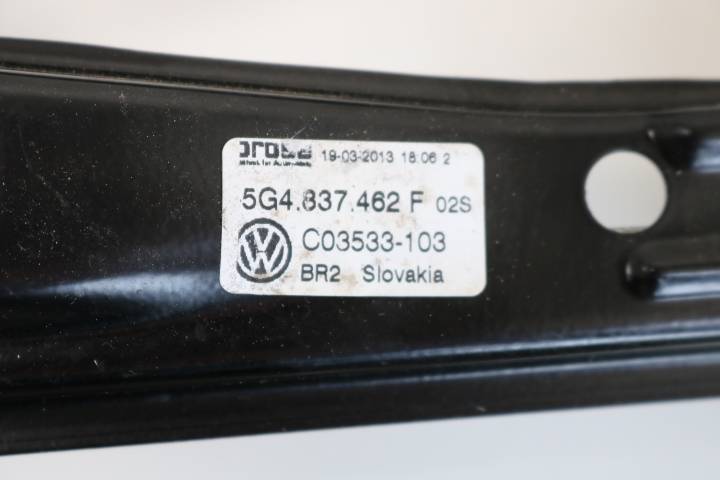 19-03-2013 18:06 2
5G4.837.462 F 02S
C03533-103
BR2 Slovakia